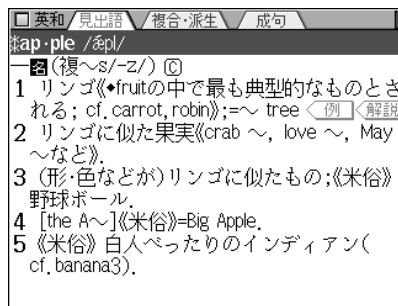 英和 見出語 複合·派生 成句
*ap·ple /ǽpl/
—名(複~s/-z/) Ⓒ
1 リンゴ《◆fruitの中で最も典型的なものとさ
れる; cf.carrot,robin》;=~ tree 例 解説
2 リンゴに似た果実《crab ~, love ~, May
~など》.
3 (形·色などが)リンゴに似たもの;《米俗》
野球ボール.
4 [the A~]《米俗》=Big Apple.
5 《米俗》 白人べったりのインディアン(
cf.banana3).